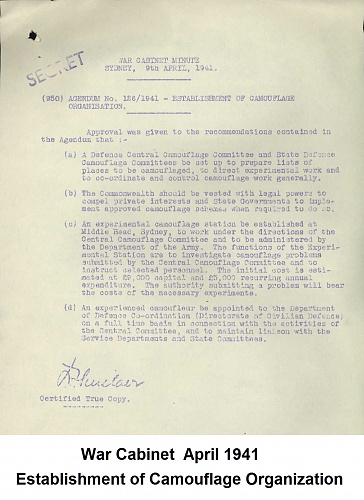 SECRET
WAR CABINET MINUTE
SYDNEY, 9th APRIL, 1941.
(950) AGENDUM No. 126/1941 - ESTABLISHMENT OF CAMOUFLAGE
ORGANISATION.
Approval was given to the recommendations contained in
the Agendum that :-
(a) A Defence Central Camouflage Committee and State Defence
Camouflage Committees be set up to prepare lists of
places to be camouflaged, to direct experimental work and
to co-ordinate and control camouflage work generally.
(b) The Commonwealth should be vested with legal powers to
compel private interests and State Governments to imple-
ment approved camouflage schemes when required to do so.
(c) An experimental camouflage station be established at
Middle Head, Sydney, to work under the directions of the
Central Camouflage Committee and to be administered by
the Department of the Army. The functions of the Experi-
mental Station are to investigate camouflage problems
submitted by the Central Camouflage Committee and to
instruct selected personnel. The initial cost is esti-
mated at £9,000 capital and £5,000 recurring annual
expenditure. The authority submitting a problem will bear
the costs of the necessary experiments.
(d) An experienced camoufleur be appointed to the Department
of Defence Co-ordination (Directorate of Civilian Defence)
on a full time basis in connection with the activities of
the Central Committee, and to maintain liaison with the
Service Departments and State Committees.
Certified True Copy.
War Cabinet April 1941
Establishment of Camouflage Organization